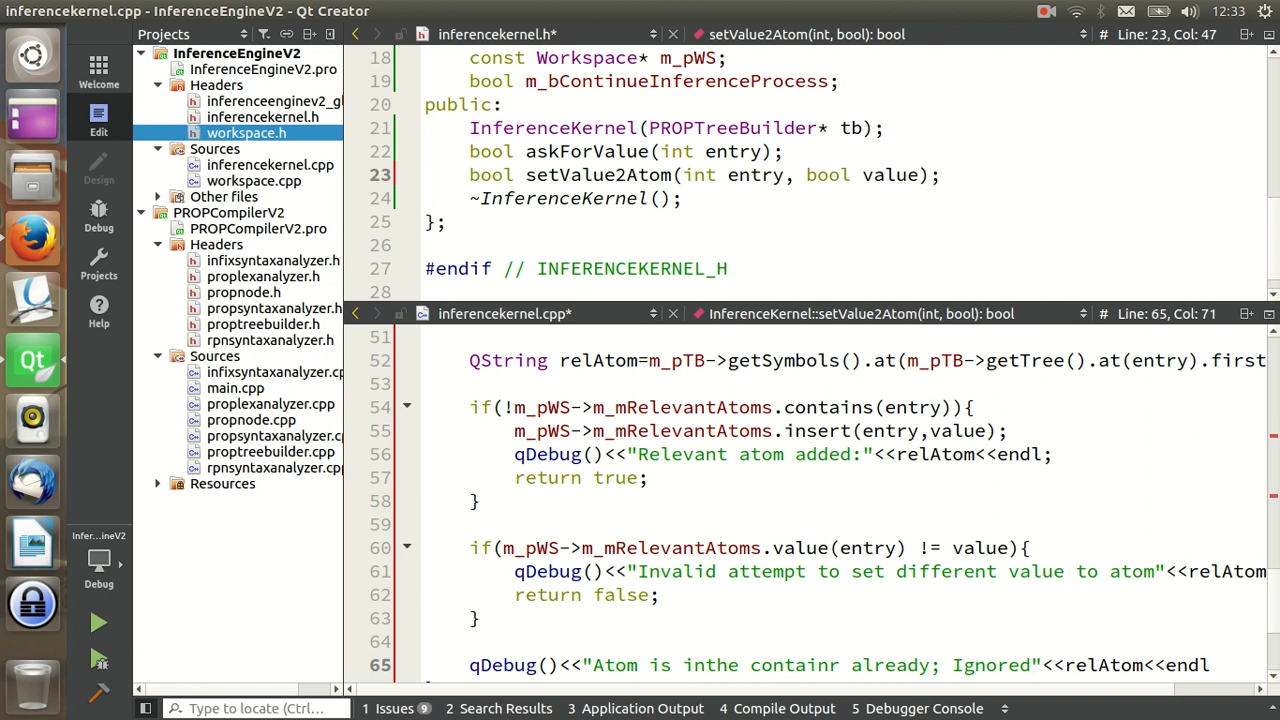 inferencekernel.cpp - InferenceEngineV2 - Qt Creator
12:33
Projects
inferencekernel.h*
setValue2Atom(int, bool): bool
# Line: 23, Col: 47
Welcome
Edit
Design
Debug
Projects
Help
Infer...ineV2
Debug
InferenceEngineV2
InferenceEngineV2.pro
Headers
inferenceenginev2_gl
inferencekernel.h
workspace.h
Sources
inferencekernel.cpp
workspace.cpp
Other files
PROPCompilerV2
PROPCompilerV2.pro
Headers
infixsyntaxanalyzer.h
proplexanalyzer.h
propnode.h
propsyntaxanalyzer.h
proptreebuilder.h
rpnsyntaxanalyzer.h
Sources
infixsyntaxanalyzer.cp
main.cpp
proplexanalyzer.cpp
propnode.cpp
propsyntaxanalyzer.cp
proptreebuilder.cpp
rpnsyntaxanalyzer.cpp
Resources
18 const Workspace* m_pWS;
19 bool m_bContinueInferenceProcess;
20 public:
21 InferenceKernel(PROPTreeBuilder* tb);
22 bool askForValue(int entry);
23 bool setValue2Atom(int entry, bool value);
24 ~InferenceKernel();
25 };
26
27 #endif // INFERENCEKERNEL_H
28
inferencekernel.cpp*
InferenceKernel::setValue2Atom(int, bool): bool
# Line: 65, Col: 71
51
52 QString relAtom=m_pTB->getSymbols().at(m_pTB->getTree().at(entry).first
53
54 if(!m_pWS->m_mRelevantAtoms.contains(entry)){
55 m_pWS->m_mRelevantAtoms.insert(entry,value);
56 qDebug()<<"Relevant atom added:"<<relAtom<<endl;
57 return true;
58 }
59
60 if(m_pWS->m_mRelevantAtoms.value(entry) != value){
61 qDebug()<<"Invalid attempt to set different value to atom"<<relAtom
62 return false;
63 }
64
65 qDebug()<<"Atom is inthe containr already; Ignored"<<relAtom<<endl
Type to locate (Ctrl...
1 Issues 9
2 Search Results
3 Application Output
4 Compile Output
5 Debugger Console